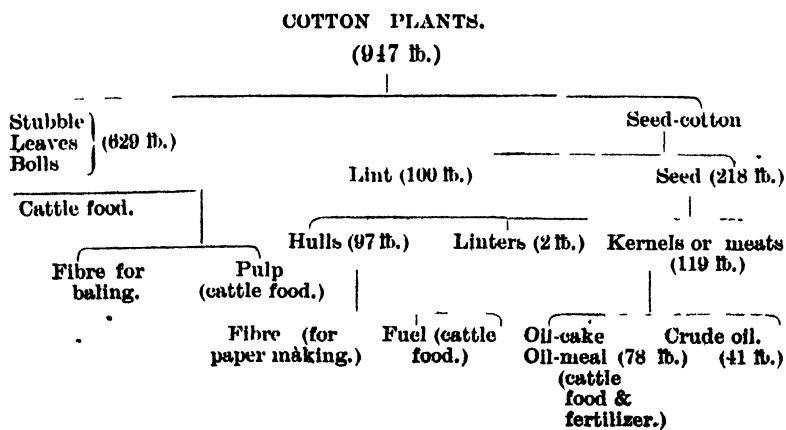 COTTON PLANTS.
(947 lb.)
Stubble
Leaves (629 lb.)
Bolls
Seed-cotton
Lint (100 lb.)
Seed (218 lb.)
Cattle food.
Hulls (97 lb.)
Linters (2 lb.)
Kernels or meats
(119 lb.)
Fibre for
baling.
Pulp
(cattle food.)
Fibre (for
paper making.)
Fuel (cattle
food.)
Oil-cake
Oil-meal (78 lb.)
(cattle
food &
fertilizer.)
Crude oil.
(41 lb.)